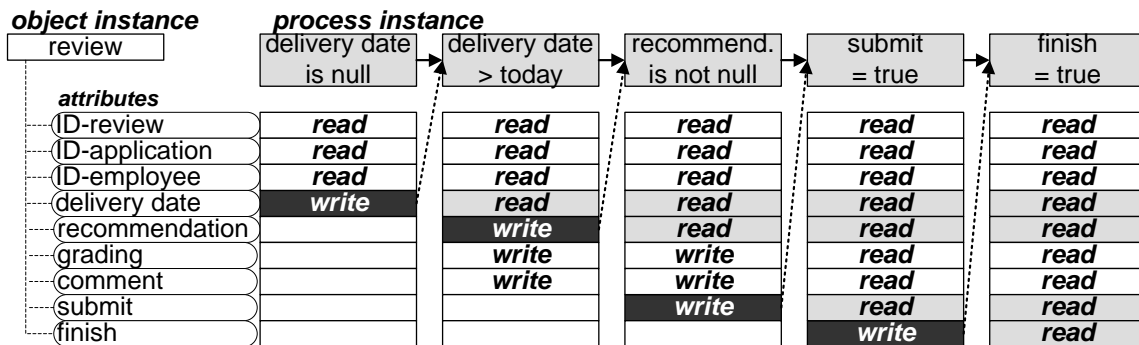 object instance process instance
review delivery date delivery date recommend. submit finish
is null > today is not null = true = true
attributes
ID-review read read read read read
ID-application read read read read read
ID-employee read read read read read
delivery date write read read read read
recommendation write read read read
grading write write read read
comment write write read read
submit write read read
finish write read